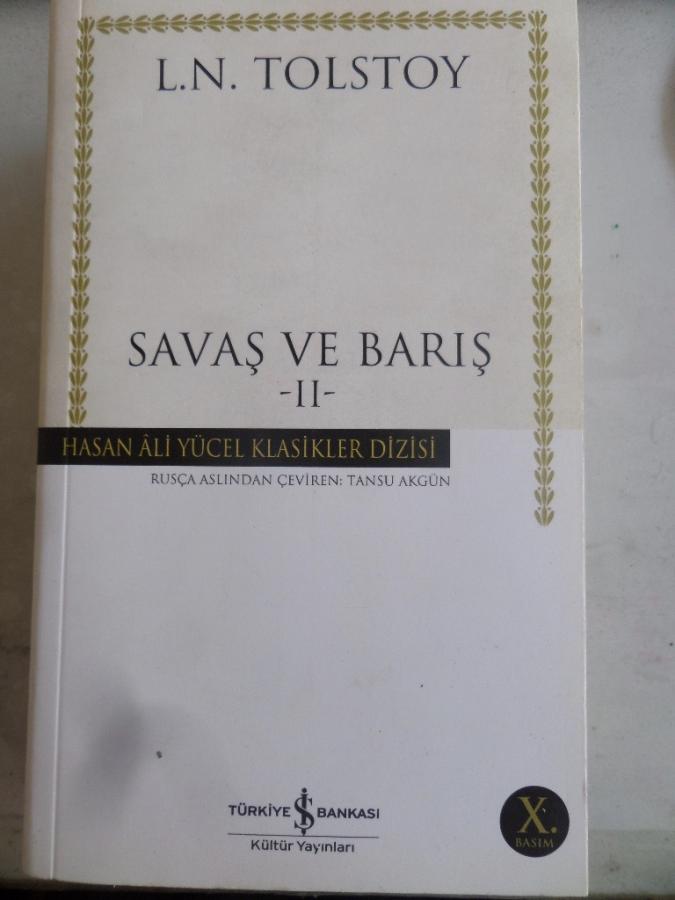 L.N. TOLSTOY
SAVAŞ VE BARIŞ
-II-
HASAN ÂLİ YÜCEL KLASİKLER DİZİSİ
RUSÇA ASLINDAN ÇEVİREN: TANSU AKGÜN
TÜRKİYE İŞ BANKASI
Kültür Yayınları
X.
BASIM